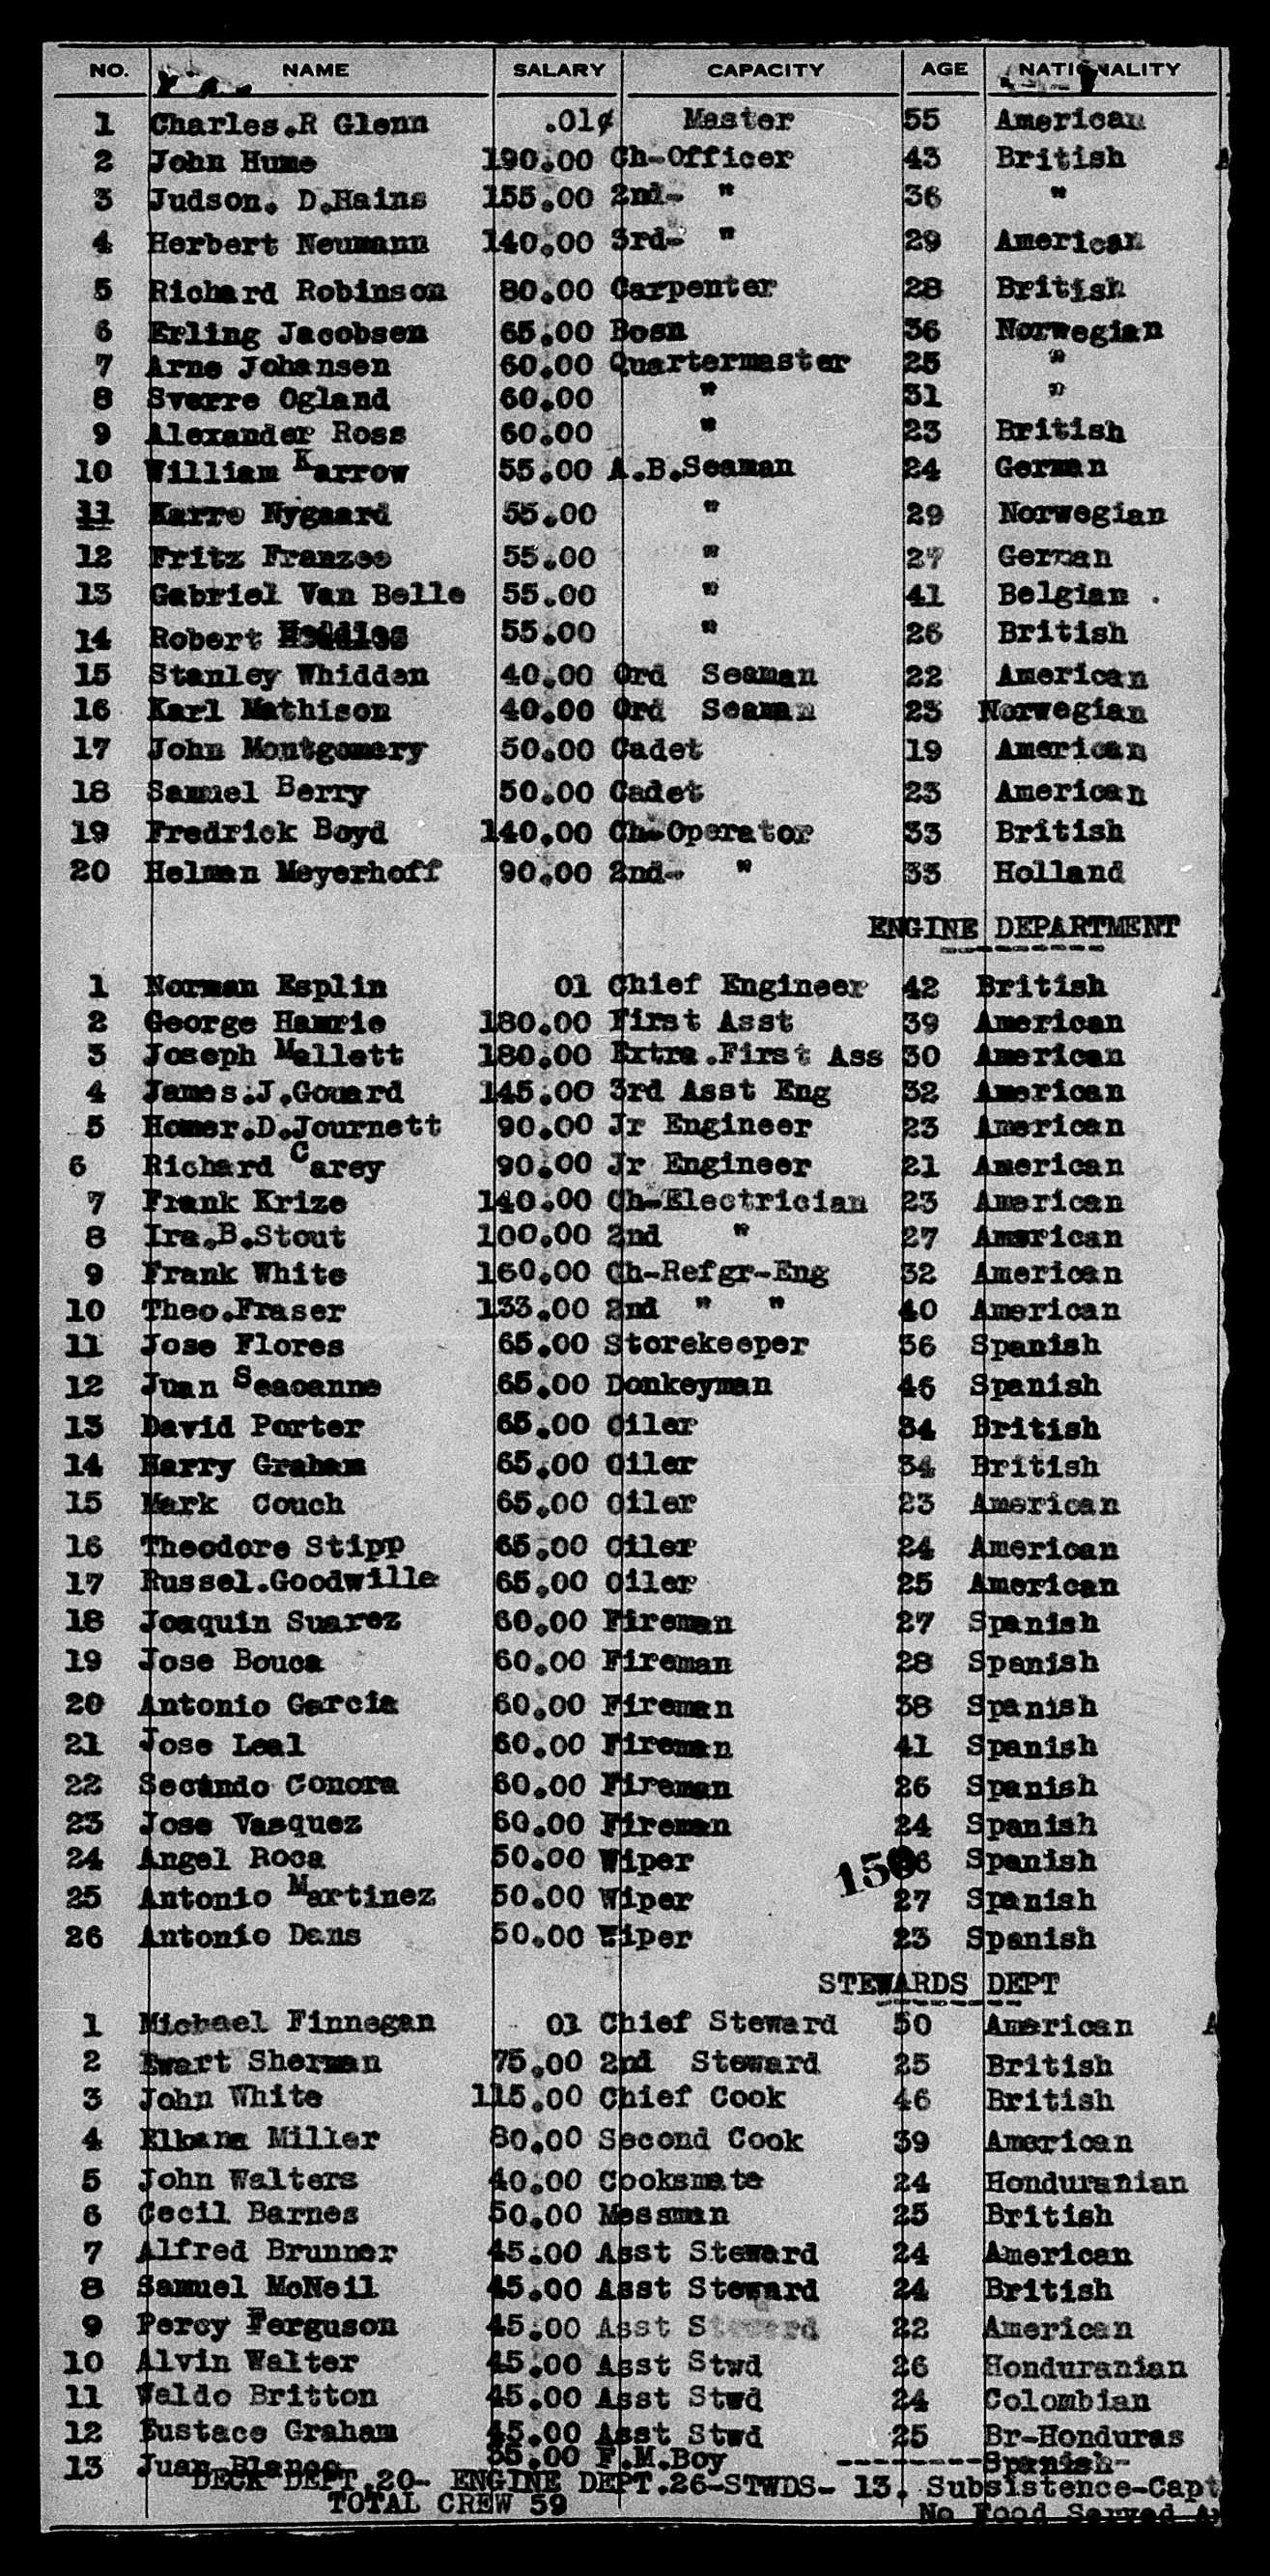 NO. NAME SALARY CAPACITY AGE NATIONALITY
1 Charles.R Glenn .01¢ Master 55 American
2 John Hume 190.00 Ch-Officer 43 British
3 Judson. D.Hains 155.00 2nd- " 36 "
4 Herbert Neumann 140.00 3rd- " 29 American
5 Richard Robinson 80.00 Carpenter 28 British
6 Erling Jacobsen 65.00 Bosn 36 Norwegian
7 Arne Johansen 60.00 Quartermaster 25 "
8 Sverre Ogland 60.00 " 31 "
9 Alexander Ross 60.00 " 23 British
10 William Karrow 55.00 A.B.Seaman 24 German
11 Karre Nygaard 55.00 " 29 Norwegian
12 Fritz Franzee 55.00 " 27 German
13 Gabriel Van Belle 55.00 " 41 Belgian .
14 Robert 55.00 " 26 British
15 Stanley Whidden 40.00 Ord Seaman 22 American
16 Karl Mathison 40.00 Ord Seaman 23 Norwegian
17 John Montgomery 50.00 Cadet 19 American
18 Samuel Berry 50.00 Cadet 23 American
19 Fredrick Boyd 140.00 Ch-Operator 33 British
20 Helman Meyerhoff 90.00 2nd- " 33 Holland
ENGINE DEPARTMENT
1 Norman Esplin 01 Chief Engineer 42 British
2 George Hamrie 180.00 First Asst 39 American
3 Joseph Mallett 180.00 Extra.First Ass 30 American
4 James.J.Gouard 145.00 3rd Asst Eng 32 American
5 Homer.D.Journett 90.00 Jr Engineer 23 American
6 Richard Carey 90.00 Jr Engineer 21 American
7 Frank Krize 140.00 Ch-Electrician 23 American
8 Ira.B.Stout 100.00 2nd " 27 American
9 Frank White 160.00 Ch-Refgr-Eng 32 American
10 Theo.Fraser 133.00 2nd " " 40 American
11 Jose Flores 65.00 Storekeeper 36 Spanish
12 Juan Seaoanne 65.00 Donkeyman 46 Spanish
13 David Porter 65.00 Oiler 34 British
14 Harry Graham 65.00 Oiler 34 British
15 Mark Couch 65.00 Oiler 23 American
16 Theodore Stipp 65.00 Oiler 24 American
17 Russel.Goodwille 65.00 Oiler 25 American
18 Joaquin Suarez 60.00 Fireman 27 Spanish
19 Jose Bouca 60.00 Fireman 28 Spanish
20 Antonio Garcia 60.00 Fireman 38 Spanish
21 Jose Leal 60.00 Fireman 41 Spanish
22 Secundo Conora 60.00 Fireman 26 Spanish
23 Jose Vasquez 60.00 Fireman 24 Spanish
24 Angel Roca 50.00 Wiper Spanish
25 Antonio Martinez 50.00 Wiper 27 Spanish
26 Antonio Dans 50.00 Wiper 23 Spanish
STEWARDS DEPT
1 Michael Finnegan 01 Chief Steward 50 American
2 Ewart Sherman 75.00 2nd Steward 25 British
3 John White 115.00 Chief Cook 46 British
4 Elkana Miller 80.00 Second Cook 39 American
5 John Walters 40.00 Cooksmate 24 Honduranian
6 Cecil Barnes 50.00 Messman 25 British
7 Alfred Brunner 45.00 Asst Steward 24 American
8 Samuel McNeil 45.00 Asst Steward 24 British
9 Percy Ferguson 45.00 Asst Steward 22 American
10 Alvin Walter 45.00 Asst Stwd 26 Honduranian
11 Waldo Britton 45.00 Asst Stwd 24 Colombian
12 Eustace Graham 45.00 Asst Stwd 25 Br-Honduras
13 Juan Blanco 35.00 F.M.Boy ---------Spanish-
DECK DEPT.20- ENGINE DEPT.26-STWDS- 13. Subsistence-Capt
TOTAL CREW 59
No Food Served